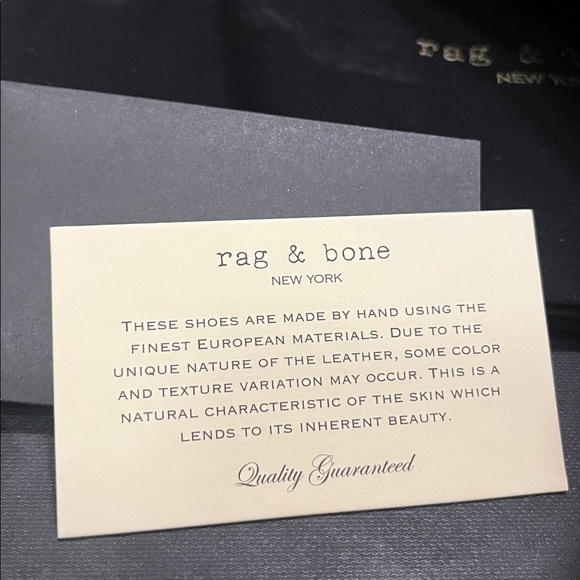 rag &
NEW
rag & bone
NEW YORK
THESE SHOES ARE MADE BY HAND USING THE
FINEST EUROPEAN MATERIALS. DUE TO THE
UNIQUE NATURE OF THE LEATHER, SOME COLOR
AND TEXTURE VARIATION MAY OCCUR. THIS IS A
NATURAL CHARACTERISTIC OF THE SKIN WHICH
LENDS TO ITS INHERENT BEAUTY.
Quality Guaranteed